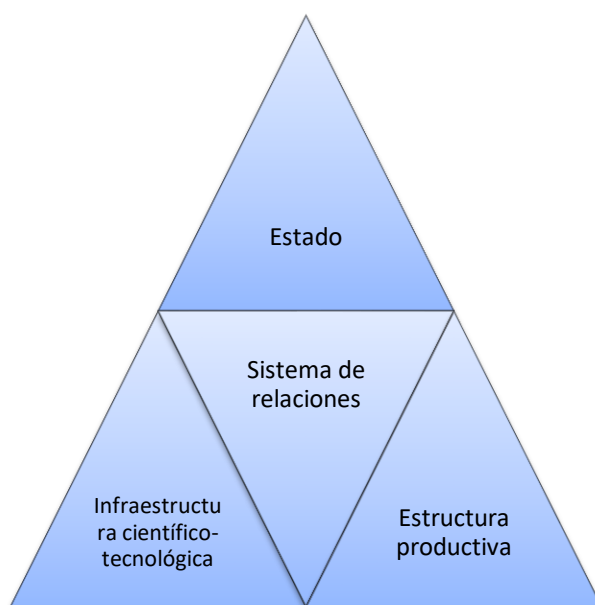 Estado
Sistema de
relaciones
Infraestructu
ra científico-
tecnológica
Estructura
productiva